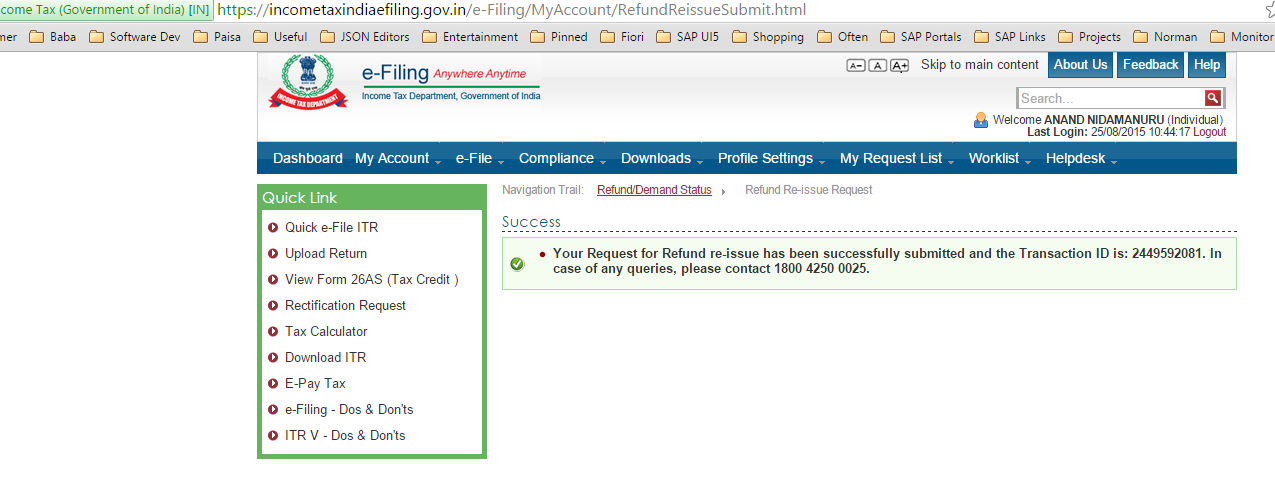 come Tax (Government of India) [IN] https://incometaxindiaefiling.gov.in/e-Filing/MyAccount/RefundReissueSubmit.html
mer Baba Software Dev Paisa Useful JSON Editors Entertainment Pinned Fiori SAP UI5 Shopping Often SAP Portals SAP Links Projects Norman Monitor
e-Filing Anywhere Anytime
Income Tax Department, Government of India
INCOME TAX DEPARTMENT
A- A A+ Skip to main content About Us Feedback Help
Search...
Welcome ANAND NIDAMANURU (Individual)
Last Login: 25/08/2015 10:44:17 Logout
Dashboard My Account e-File Compliance Downloads Profile Settings My Request List Worklist Helpdesk
Quick Link
Quick e-File ITR
Upload Return
View Form 26AS (Tax Credit )
Rectification Request
Tax Calculator
Download ITR
E-Pay Tax
e-Filing - Dos & Don'ts
ITR V - Dos & Don'ts
Navigation Trail: Refund/Demand Status Refund Re-issue Request
Success
Your Request for Refund re-issue has been successfully submitted and the Transaction ID is: 2449592081. In
case of any queries, please contact 1800 4250 0025.